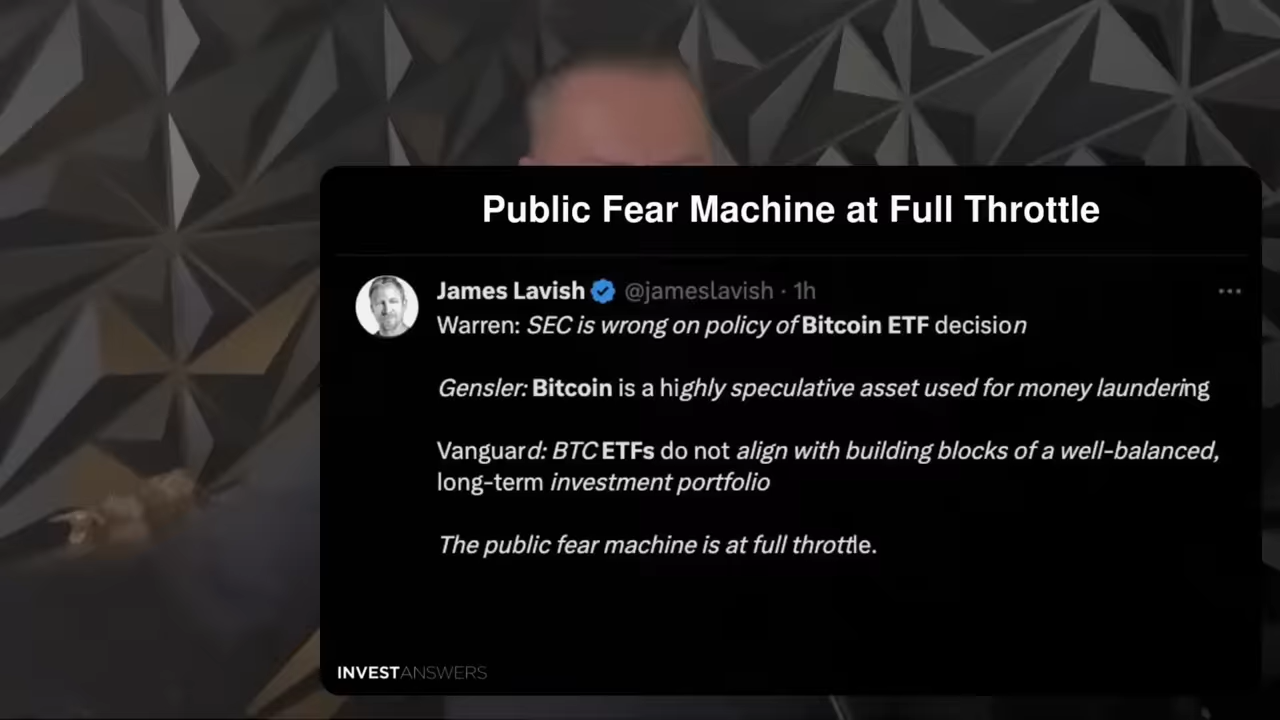 Public Fear Machine at Full Throttle
James Lavish @jameslavish · 1h
Warren: SEC is wrong on policy of Bitcoin ETF decision
Gensler: Bitcoin is a highly speculative asset used for money laundering
Vanguard: BTC ETFs do not align with building blocks of a well-balanced,
long-term investment portfolio
The public fear machine is at full throttle.
INVESTANSWERS